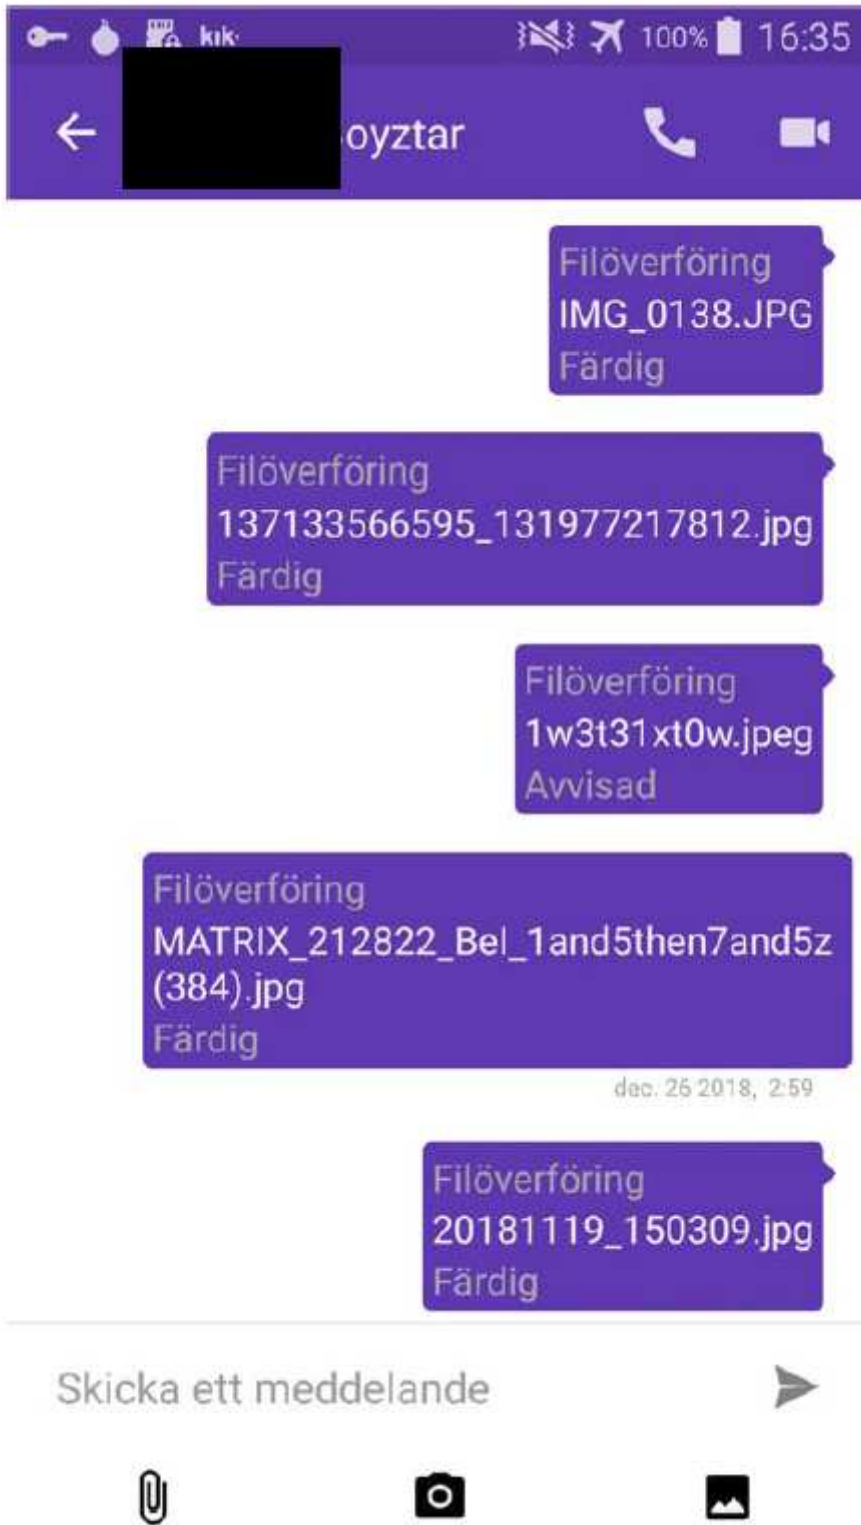 kik·
100%
16:35
oyztar
Filöverföring
IMG_0138.JPG
Färdig
Filöverföring
137133566595_131977217812.jpg
Färdig
Filöverföring
1w3t31xt0w.jpeg
Avvisad
Filöverföring
MATRIX_212822_Bel_1and5then7and5z
(384).jpg
Färdig
dec. 25 2018, 2:59
Filöverföring
20181119_150309.jpg
Färdig
Skicka ett meddelande